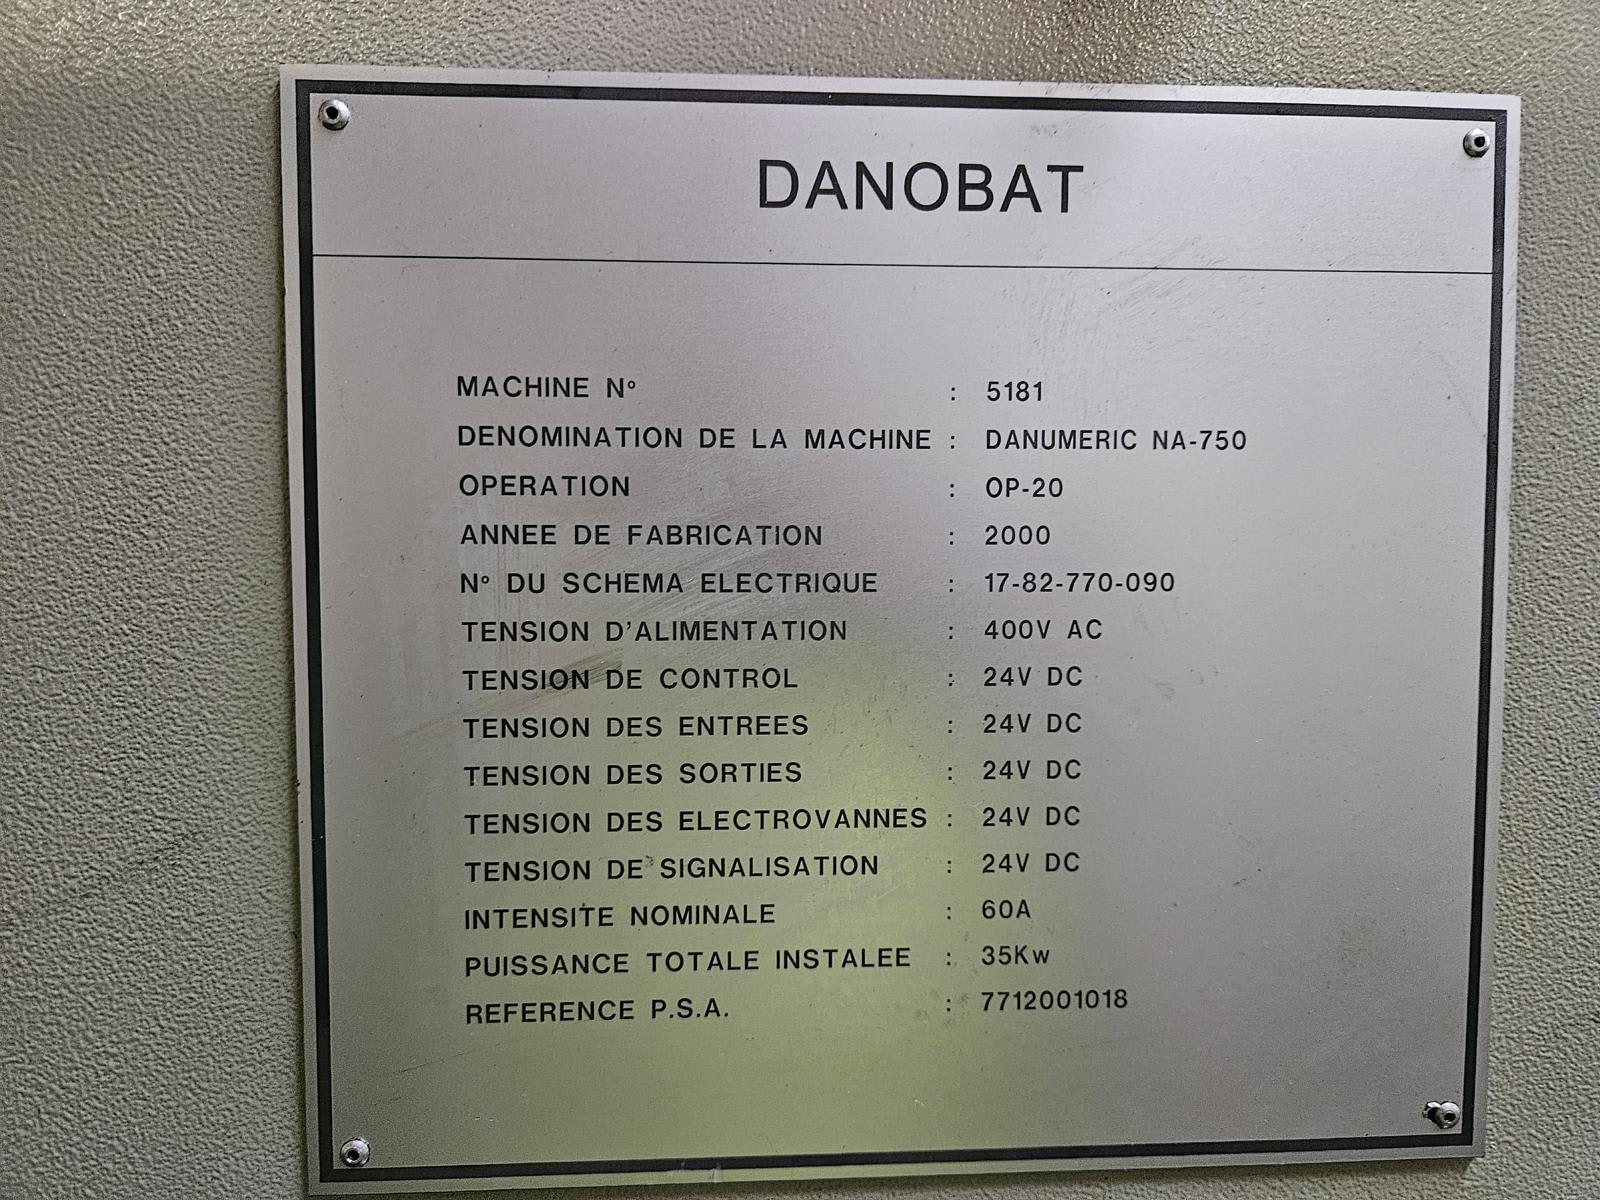 DANOBAT
MACHINE Nº : 5181
DENOMINATION DE LA MACHINE : DANUMERIC NA-750
OPERATION : OP-20
ANNEE DE FABRICATION : 2000
Nº DU SCHEMA ELECTRIQUE : 17-82-770-090
TENSION D'ALIMENTATION : 400V AC
TENSION DE CONTROL : 24V DC
TENSION DES ENTREES : 24V DC
TENSION DES SORTIES : 24V DC
TENSION DES ELECTROVANNES : 24V DC
TENSION DE SIGNALISATION : 24V DC
INTENSITE NOMINALE : 60A
PUISSANCE TOTALE INSTALEE : 35Kw
REFERENCE P.S.A. : 7712001018